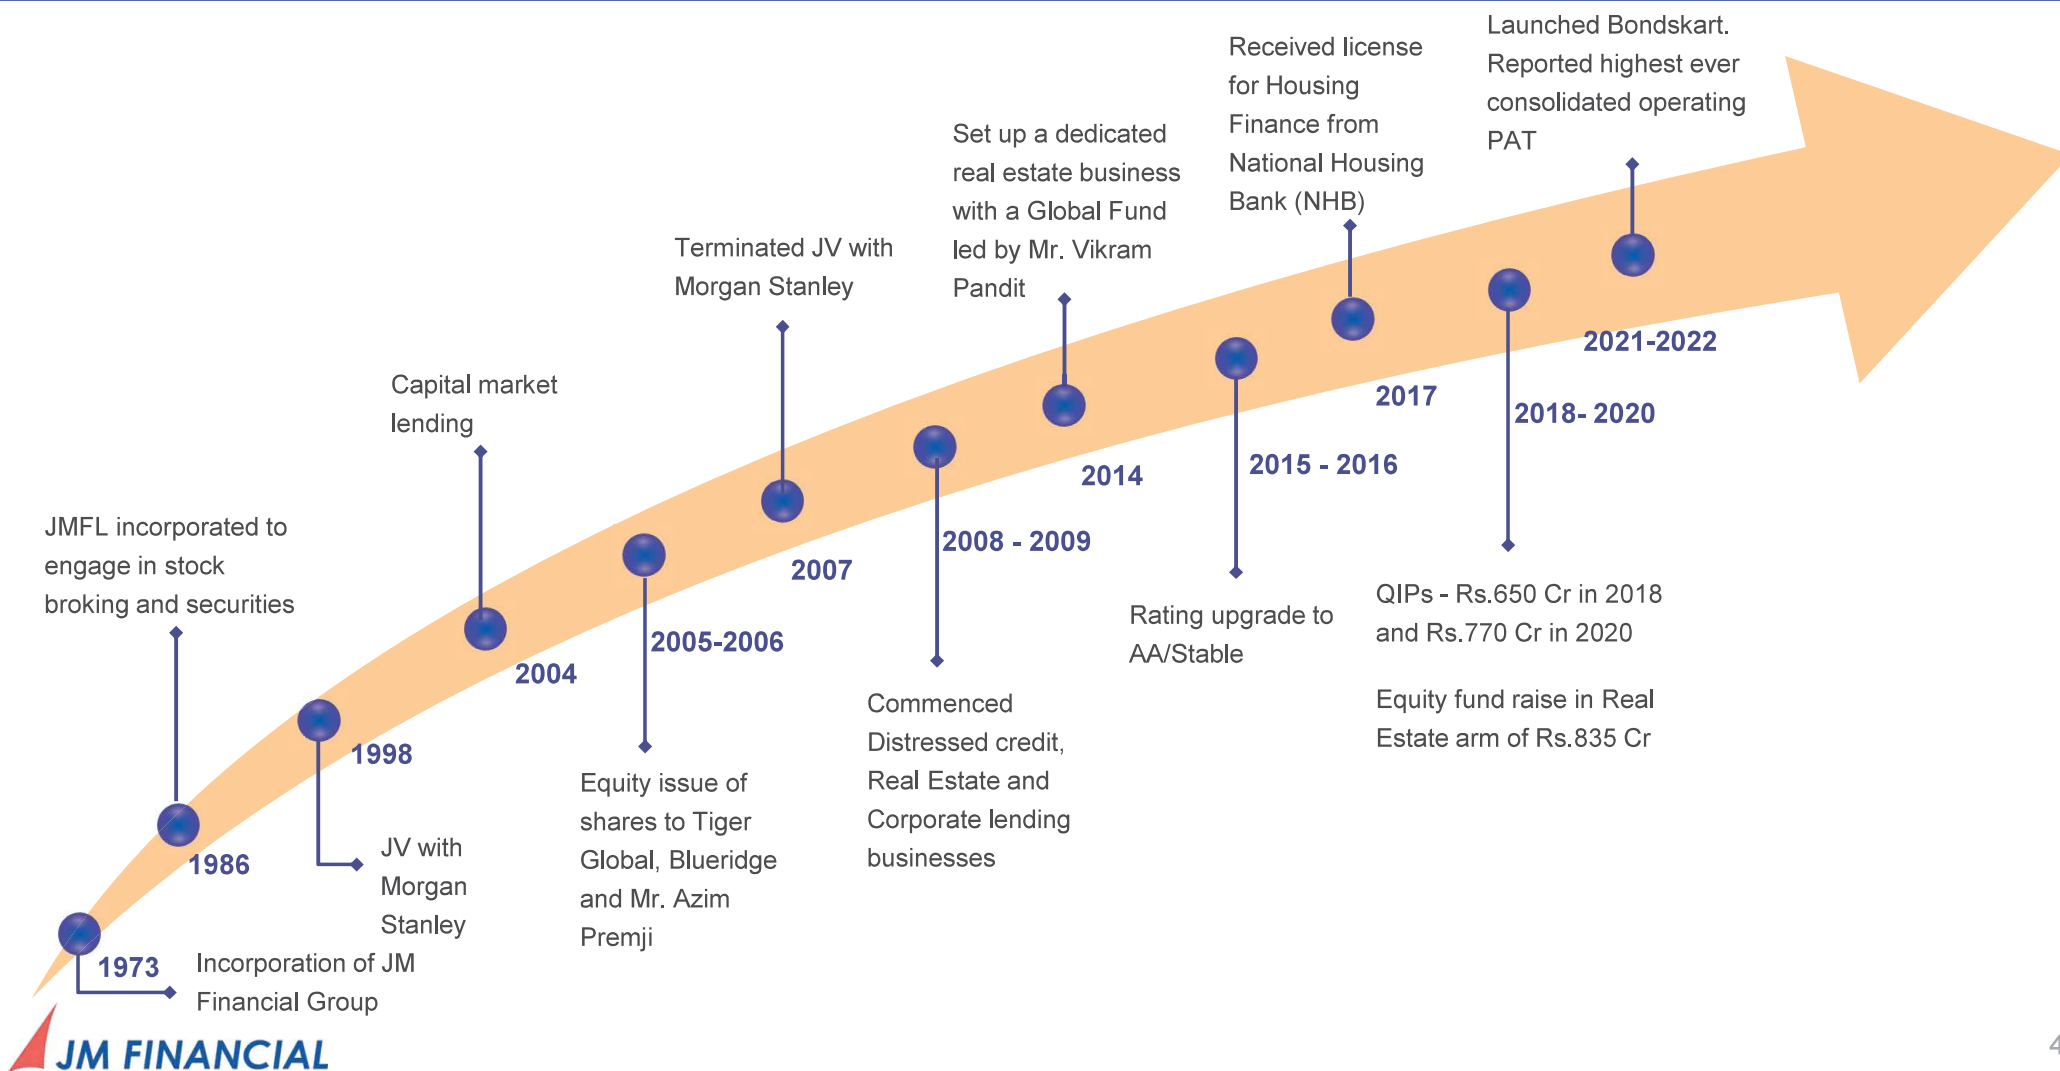 JMFL incorporated to
engage in stock
broking and securities
Capital market
lending
Terminated JV with
Morgan Stanley
Set up a dedicated
real estate business
with a Global Fund
led by Mr. Vikram
Pandit
Received license
for Housing
Finance from
National Housing
Bank (NHB)
Launched Bondskart.
Reported highest ever
consolidated operating
PAT
1973
1986
1998
2004
2005-2006
2007
2008 - 2009
2014
2015 - 2016
2017
2018- 2020
2021-2022
Incorporation of JM
Financial Group
JV with
Morgan
Stanley
Equity issue of
shares to Tiger
Global, Blueridge
and Mr. Azim
Premji
Commenced
Distressed credit,
Real Estate and
Corporate lending
businesses
Rating upgrade to
AA/Stable
QIPs - Rs.650 Cr in 2018
and Rs.770 Cr in 2020
Equity fund raise in Real
Estate arm of Rs.835 Cr
JM FINANCIAL
4